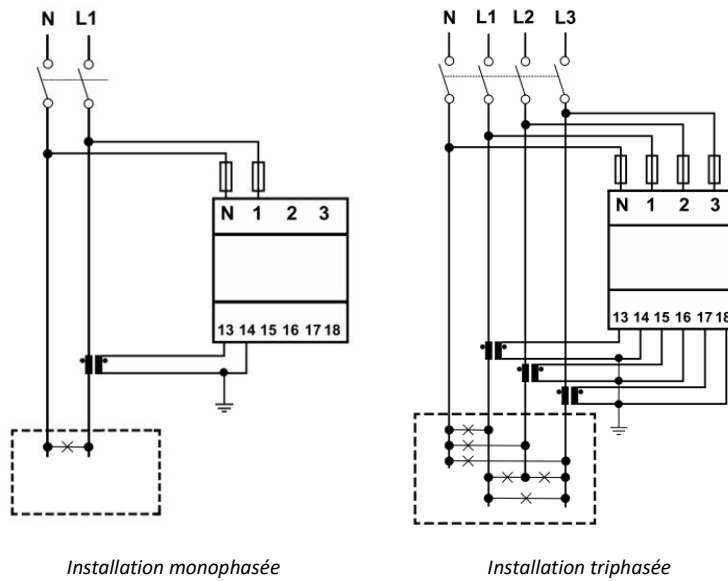 N L1
N 1 2 3
13 14 15 16 17 18
Installation monophasée
N L1 L2 L3
N 1 2 3
13 14 15 16 17 18
Installation triphasée